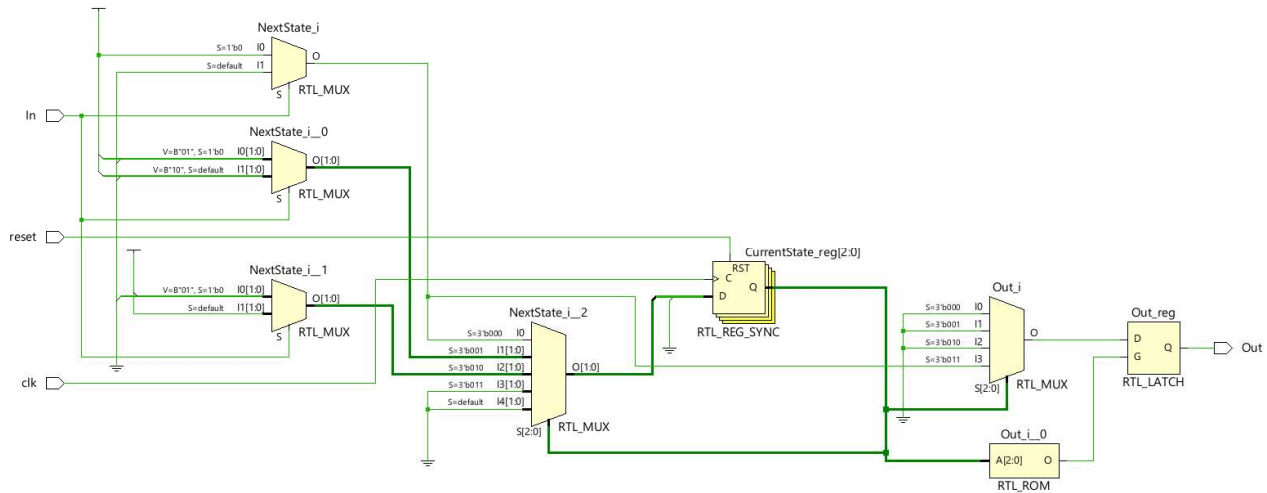 NextState_i
S=1'b0 I0
O
S=default I1
S
RTL_MUX
In
NextState_i__0
V=B"01", S=1'b0 I0[1:0]
O[1:0]
V=B"10", S=default I1[1:0]
S
RTL_MUX
reset
NextState_i__1
V=B"01", S=1'b0 I0[1:0]
O[1:0]
S=default I1[1:0]
S
RTL_MUX
clk
NextState_i__2
S=3'b000 I0
S=3'b001 I1[1:0]
S=3'b010 I2[1:0]
O[1:0]
S=3'b011 I3[1:0]
S=default I4[1:0]
S[2:0]
RTL_MUX
CurrentState_reg[2:0]
RST
C
Q
D
RTL_REG_SYNC
Out_i
S=3'b000 I0
S=3'b001 I1
O
S=3'b010 I2
S=3'b011 I3
S[2:0]
RTL_MUX
Out_reg
D
Q
G
RTL_LATCH
Out
Out_i__0
A[2:0] O
RTL_ROM